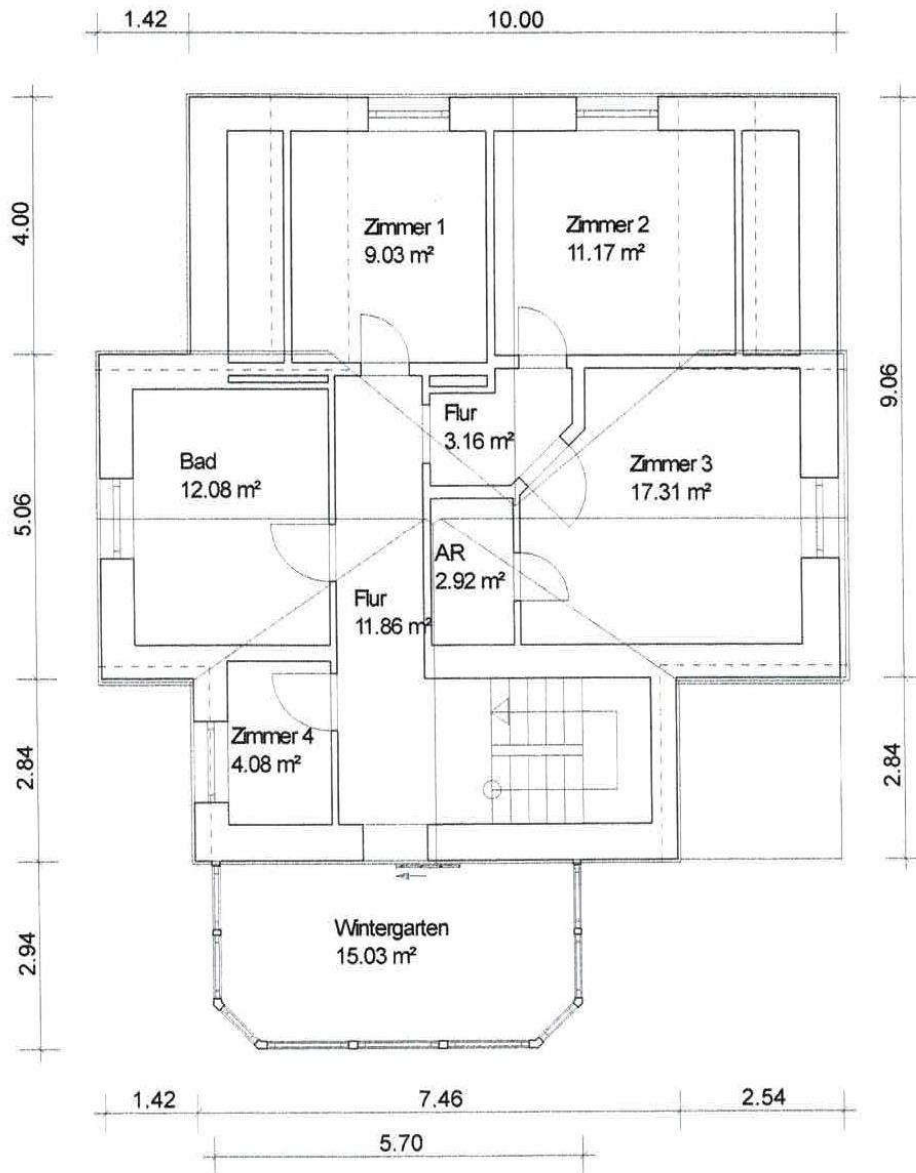 1.42
10.00
4.00
9.06
Zimmer 1
9.03 m²
Zimmer 2
11.17 m²
Flur
3.16 m²
Bad
12.08 m²
Zimmer 3
17.31 m²
5.06
AR
2.92 m²
Flur
11.86 m²
Zimmer 4
4.08 m²
2.84
2.84
Wintergarten
15.03 m²
2.94
1.42
7.46
2.54
5.70